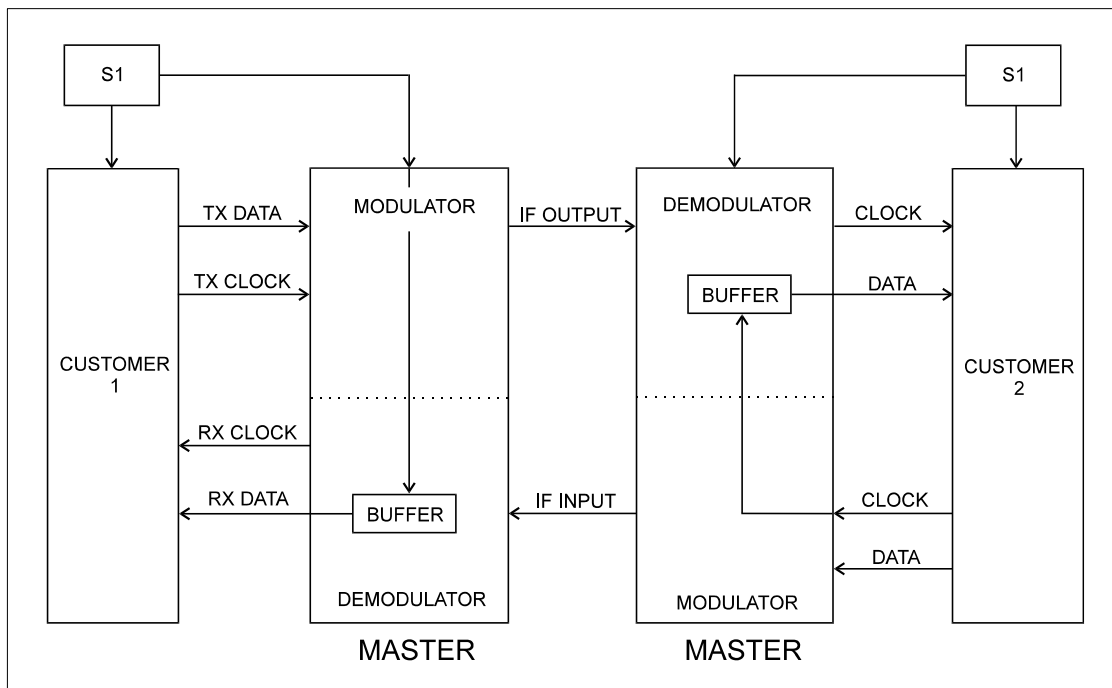 S1
S1
TX DATA
MODULATOR
IF OUTPUT
DEMODULATOR
CLOCK
TX CLOCK
BUFFER
DATA
CUSTOMER
1
CUSTOMER
2
RX CLOCK
RX DATA
BUFFER
IF INPUT
CLOCK
DATA
DEMODULATOR
MODULATOR
MASTER
MASTER